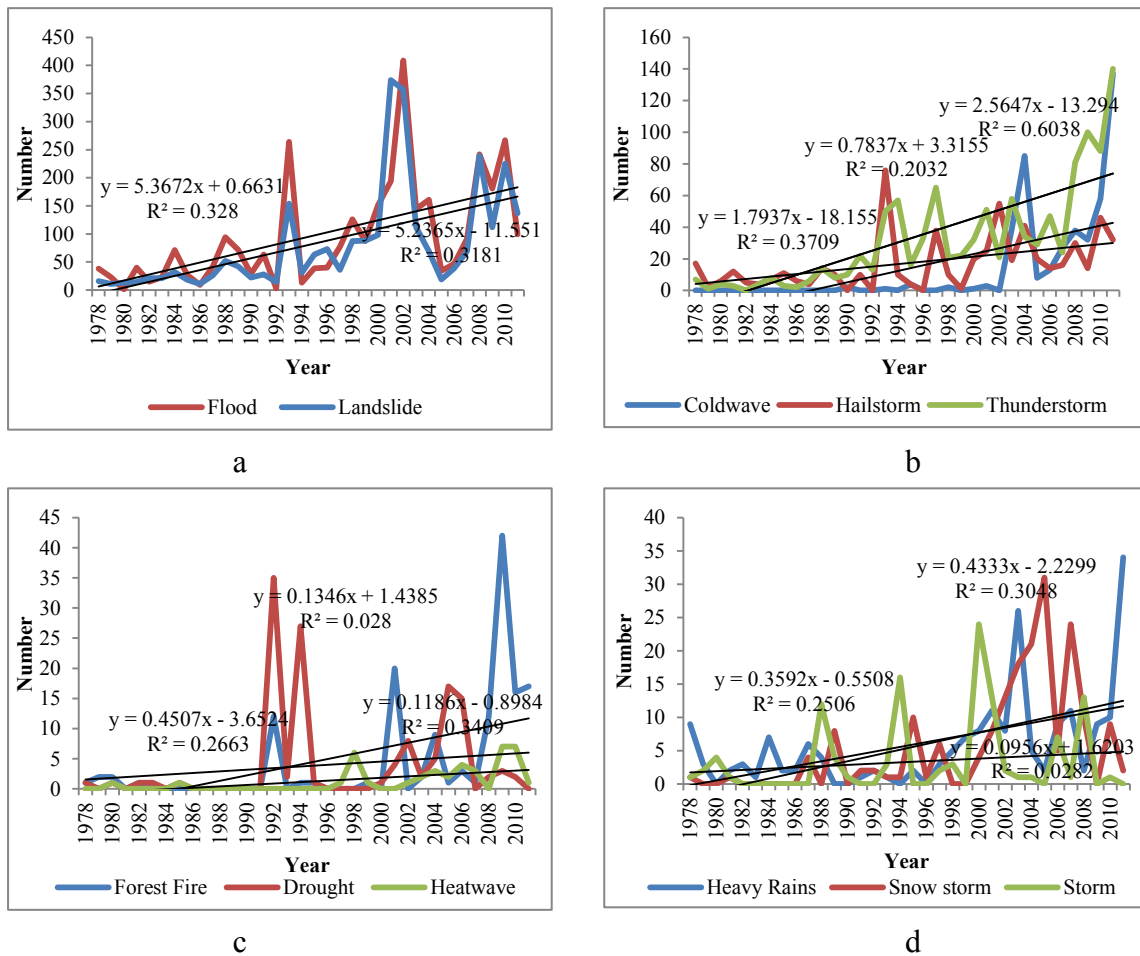 450
400
350
300
250
200
150
100
50
0
Number
y = 5.3672x + 0.6631
R² = 0.328
y = 5.2365x - 11.551
R² = 0.3181
1978 1980 1982 1984 1986 1988 1990 1992 1994 1996 1998 2000 2002 2004 2006 2008 2010
Year
Flood Landslide
a
160
140
120
100
80
60
40
20
0
Number
y = 2.5647x - 13.294
R² = 0.6038
y = 0.7837x + 3.3155
R² = 0.2032
y = 1.7937x - 18.155
R² = 0.3709
1978 1980 1982 1984 1986 1988 1990 1992 1994 1996 1998 2000 2002 2004 2006 2008 2010
Year
Coldwave Hailstorm Thunderstorm
b
45
40
35
30
25
20
15
10
5
0
Number
y = 0.1346x + 1.4385
R² = 0.028
y = 0.4507x - 3.6524
R² = 0.2663
y = 0.1186x - 0.8984
R² = 0.3409
1978 1980 1982 1984 1986 1988 1990 1992 1994 1996 1998 2000 2002 2004 2006 2008 2010
Year
Forest Fire Drought Heatwave
c
40
35
30
25
20
15
10
5
0
Number
y = 0.4333x - 2.2299
R² = 0.3048
y = 0.3592x - 0.5508
R² = 0.2506
y = 0.0956x + 1.6203
R² = 0.0282
1978 1980 1982 1984 1986 1988 1990 1992 1994 1996 1998 2000 2002 2004 2006 2008 2010
Year
Heavy Rains Snow storm Storm
d